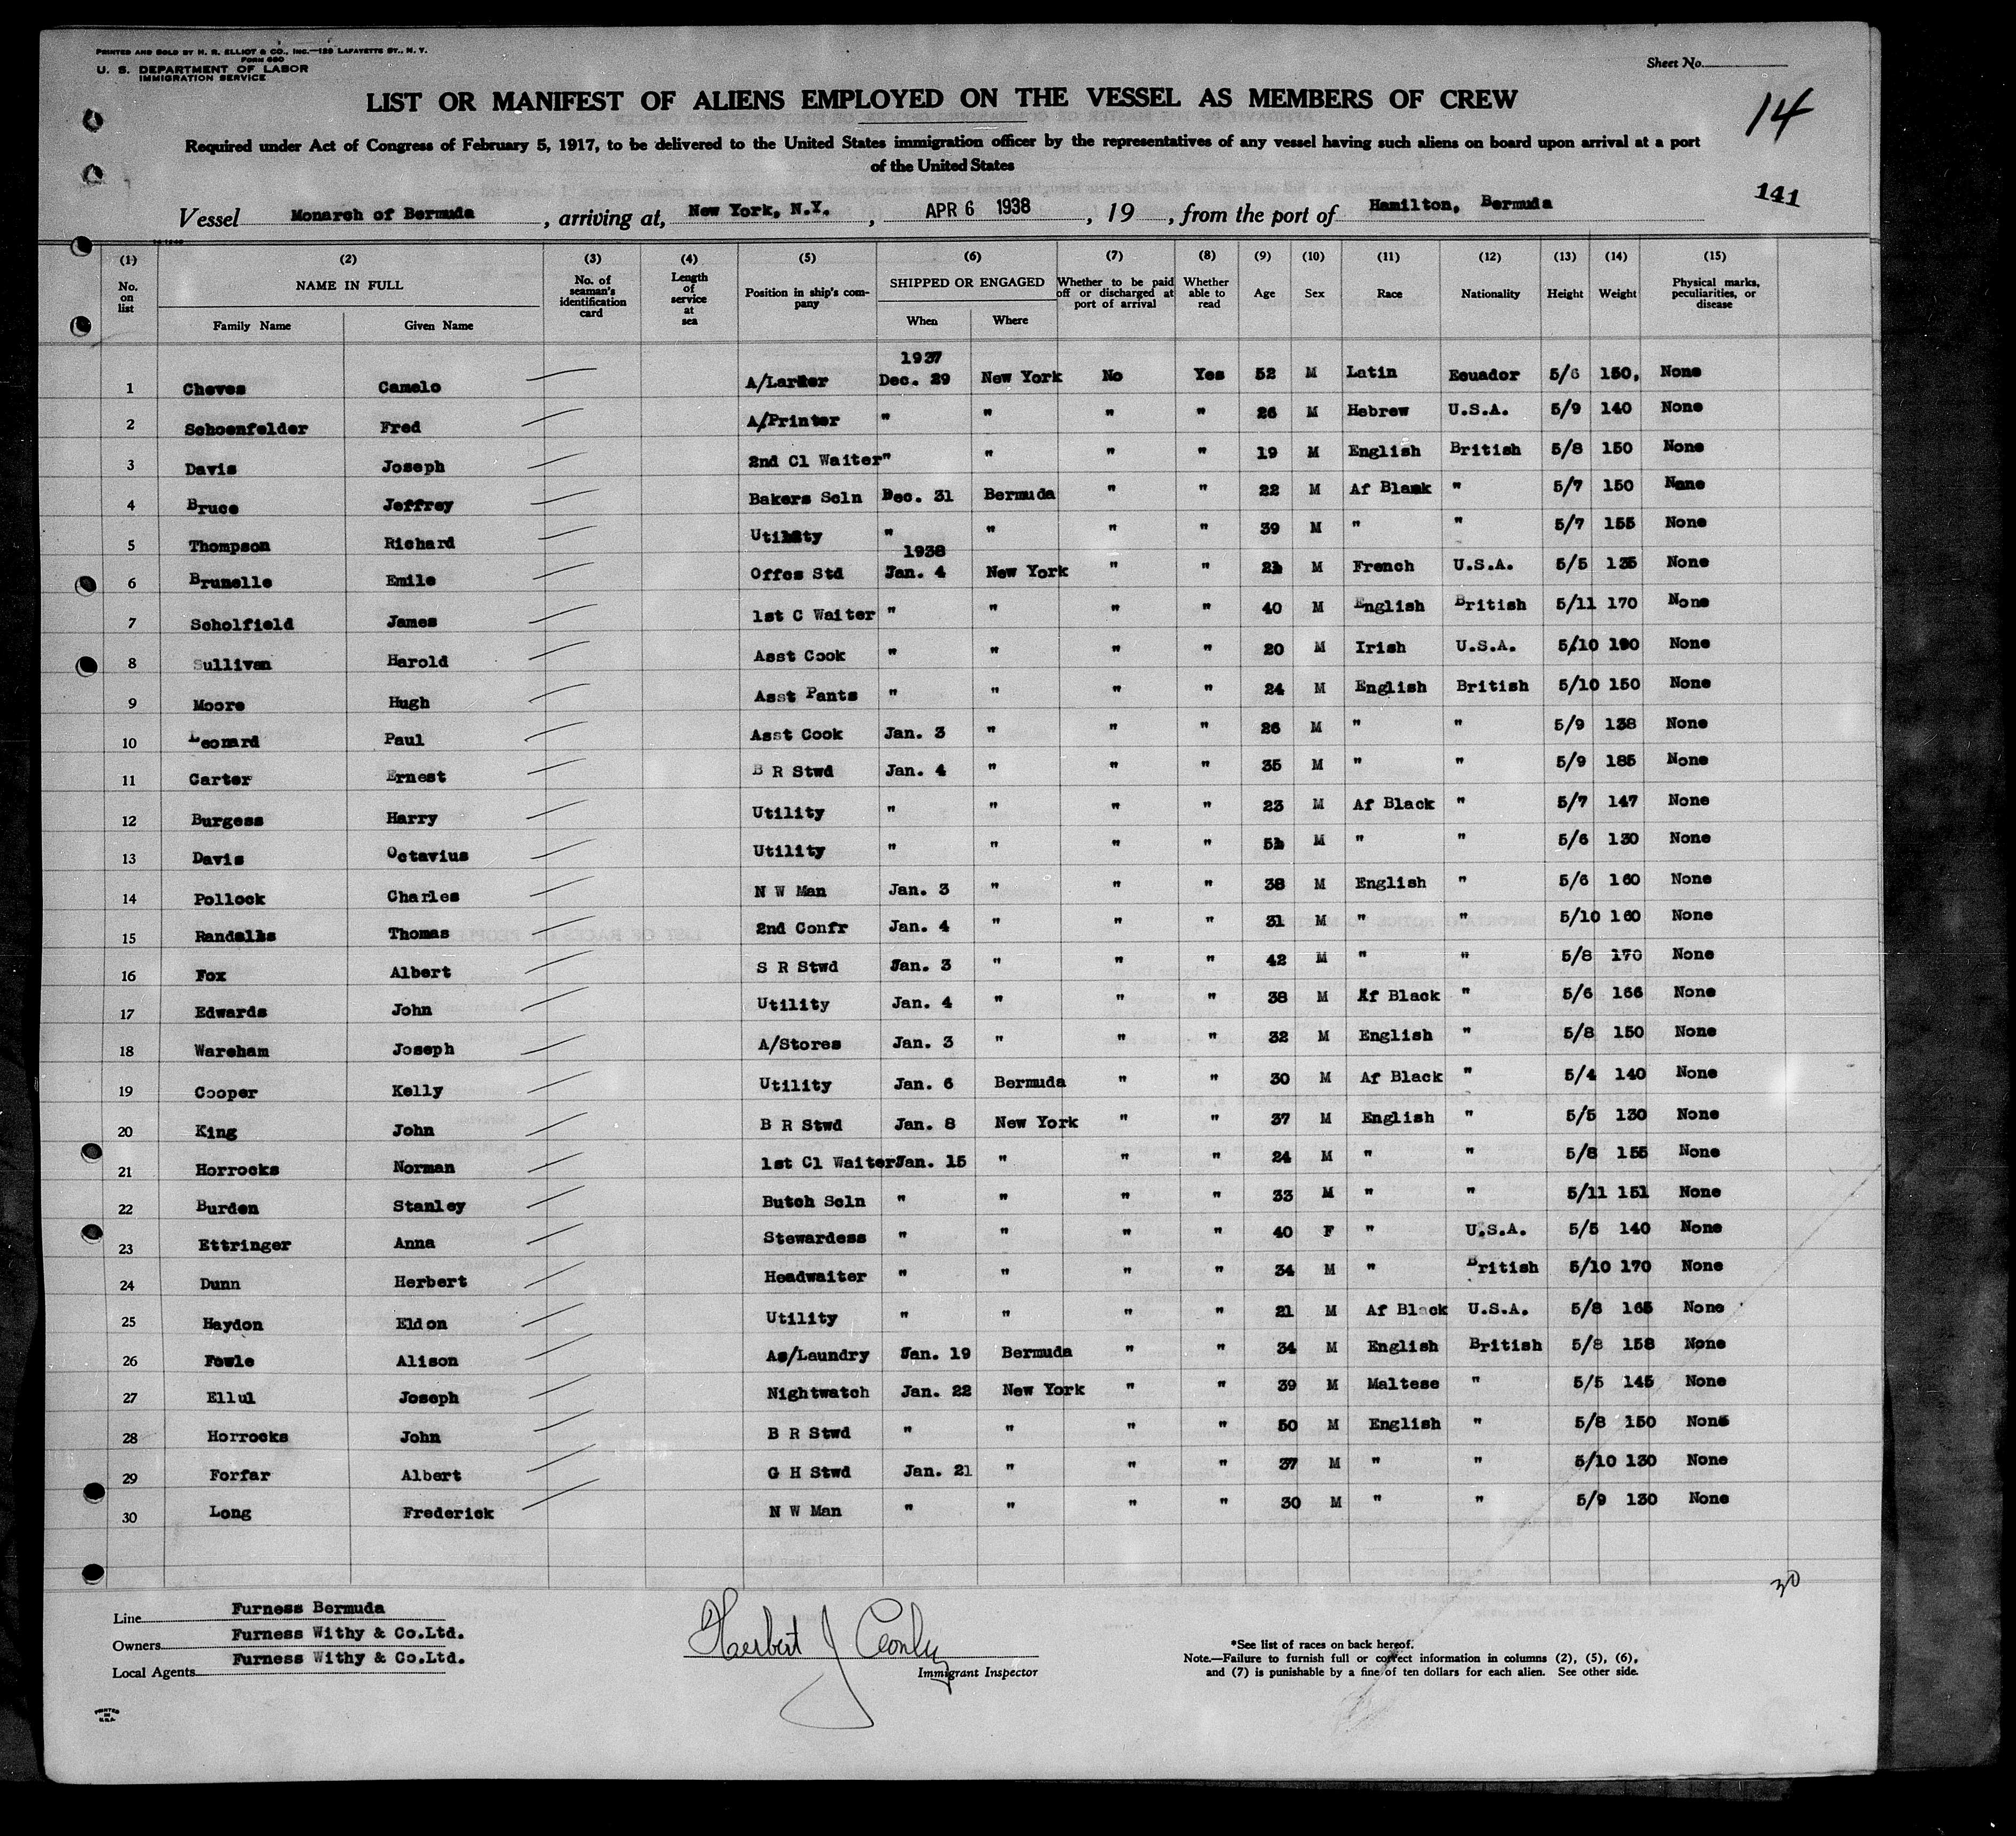 PRINTED AND SOLD BY H. R. ELLIOT & CO., INC.—129 LAFAYETTE ST., N. Y.
FORM 680
U. S. DEPARTMENT OF LABOR
IMMIGRATION SERVICE
Sheet No.
LIST OR MANIFEST OF ALIENS EMPLOYED ON THE VESSEL AS MEMBERS OF CREW
14
Required under Act of Congress of February 5, 1917, to be delivered to the United States immigration officer by the representatives of any vessel having such aliens on board upon arrival at a port
of the United States
141
Vessel Monarch of Bermuda, arriving at, New York, N.Y., APR 6 1938, 19 , from the port of Hamilton, Bermuda
(1) (2) (3) (4) (5) (6) (7) (8) (9) (10) (11) (12) (13) (14) (15)
No. on list NAME IN FULL Family Name Given Name No. of seaman's identification card Length of service at sea Position in ship's company SHIPPED OR ENGAGED When Where Whether to be paid off or discharged at port of arrival Whether able to read Age Sex Race Nationality Height Weight Physical marks, peculiarities, or disease
1937
1 Cheves Camelo A/Larder Dec. 29 New York No Yes 52 M Latin Ecuador 5/6 150, None
2 Schoenfelder Fred A/Printer " " " " 26 M Hebrew U.S.A. 5/9 140 None
3 Davis Joseph 2nd Cl Waiter " " " " 19 M English British 5/8 150 None
4 Bruce Jeffrey Bakers Scln Dec. 31 Bermuda " " 22 M Af Black " 5/7 150 None
5 Thompson Richard Utility " " " " 39 M " " 5/7 155 None
1938
6 Brunelle Emile Offcs Std Jan. 4 New York " " M French U.S.A. 5/5 135 None
7 Scholfield James 1st C Waiter " " " " 40 M English British 5/11 170 None
8 Sullivan Harold Asst Cook " " " " 20 M Irish U.S.A. 5/10 190 None
9 Moore Hugh Asst Pants " " " " 24 M English British 5/10 150 None
10 Leonard Paul Asst Cook Jan. 3 " " " 26 M " " 5/9 138 None
11 Carter Ernest B R Stwd Jan. 4 " " " 35 M " " 5/9 185 None
12 Burgess Harry Utility " " " " 23 M Af Black " 5/7 147 None
13 Davis Octavius Utility " " " " M " " 5/6 130 None
14 Pollock Charles N W Man Jan. 3 " " " 38 M English " 5/6 160 None
15 Randalls Thomas 2nd Confr Jan. 4 " " " 31 M " " 5/10 160 None
16 Fox Albert S R Stwd Jan. 3 " " " 42 M " " 5/8 170 None
17 Edwards John Utility Jan. 4 " " " 38 M Af Black " 5/6 166 None
18 Wareham Joseph A/Stores Jan. 3 " " " 32 M English " 5/8 150 None
19 Cooper Kelly Utility Jan. 6 Bermuda " " 30 M Af Black " 5/4 140 None
20 King John B R Stwd Jan. 8 New York " " 37 M English " 5/5 130 None
21 Horrocks Norman 1st Cl Waiter Jan. 15 " " " 24 M " " 5/8 155 None
22 Burden Stanley Butch Scln " " " " 33 M " " 5/11 151 None
23 Ettringer Anna Stewardess " " " " 40 F " U.S.A. 5/5 140 None
24 Dunn Herbert Headwaiter " " " " 34 M " British 5/10 170 None
25 Haydon Eldon Utility " " " " 21 M Af Black U.S.A. 5/8 165 None
26 Fowle Alison As/Laundry Jan. 19 Bermuda " " 34 M English British 5/8 158 None
27 Ellul Joseph Nightwatch Jan. 22 New York " " 39 M Maltese " 5/5 145 None
28 Horrocks John B R Stwd " " " " 50 M English " 5/8 150 None
29 Forfar Albert G H Stwd Jan. 21 " " " 37 M " " 5/10 130 None
30 Long Frederick N W Man " " " " 30 M " " 5/9 130 None
30
Line Furness Bermuda
Owners Furness Withy & Co.Ltd.
Local Agents Furness Withy & Co.Ltd.
Herbert J
Immigrant Inspector
*See list of races on back hereof.
Note.—Failure to furnish full or correct information in columns (2), (5), (6),
and (7) is punishable by a fine of ten dollars for each alien. See other side.
PRINTED
IN
U.S.A.